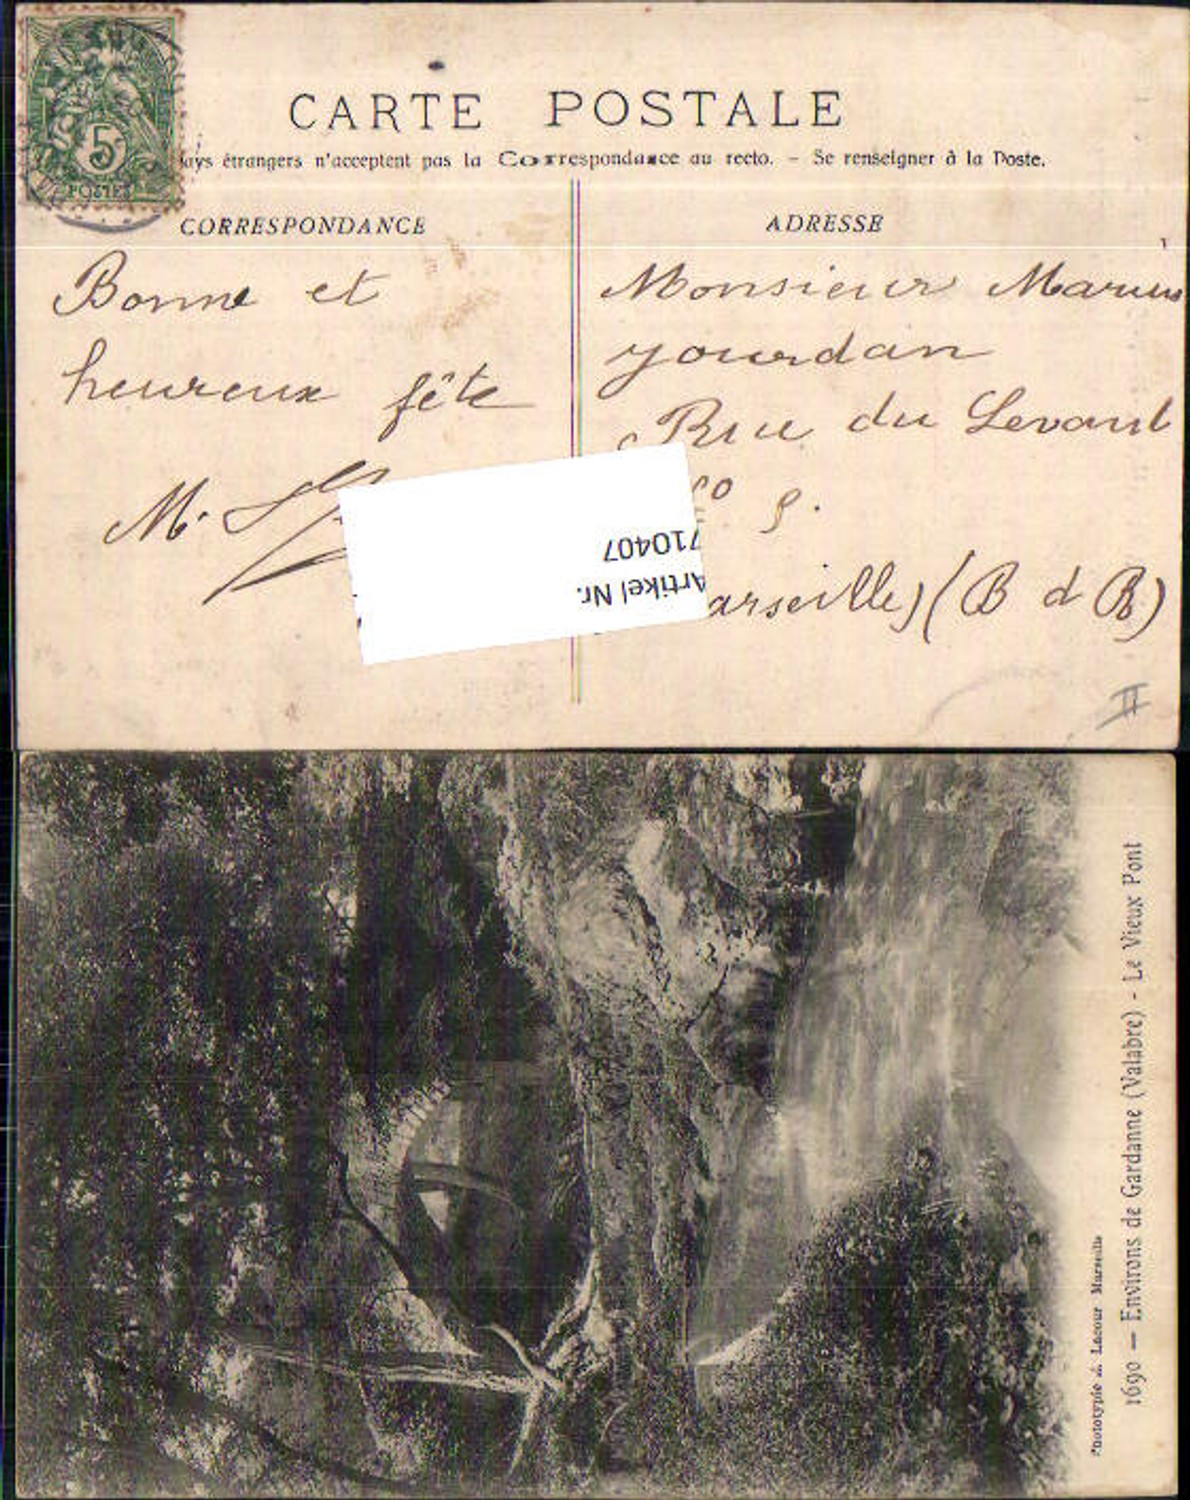 CARTE POSTALE
ays étrangers n'acceptent pas la Correspondance au recto. – Se renseigner à la Poste.
CORRESPONDANCE
Bonne et
heureux fête
M.
ADRESSE
Monsieur Marius
Jourdan
Rue du Levant
arseille (B d R)
5
POSTES
Artikel Nr.
710407
II
1690 — Environs de Gardanne (Valabre) - Le Vieux Pont
Phototypie Lacour Marseille